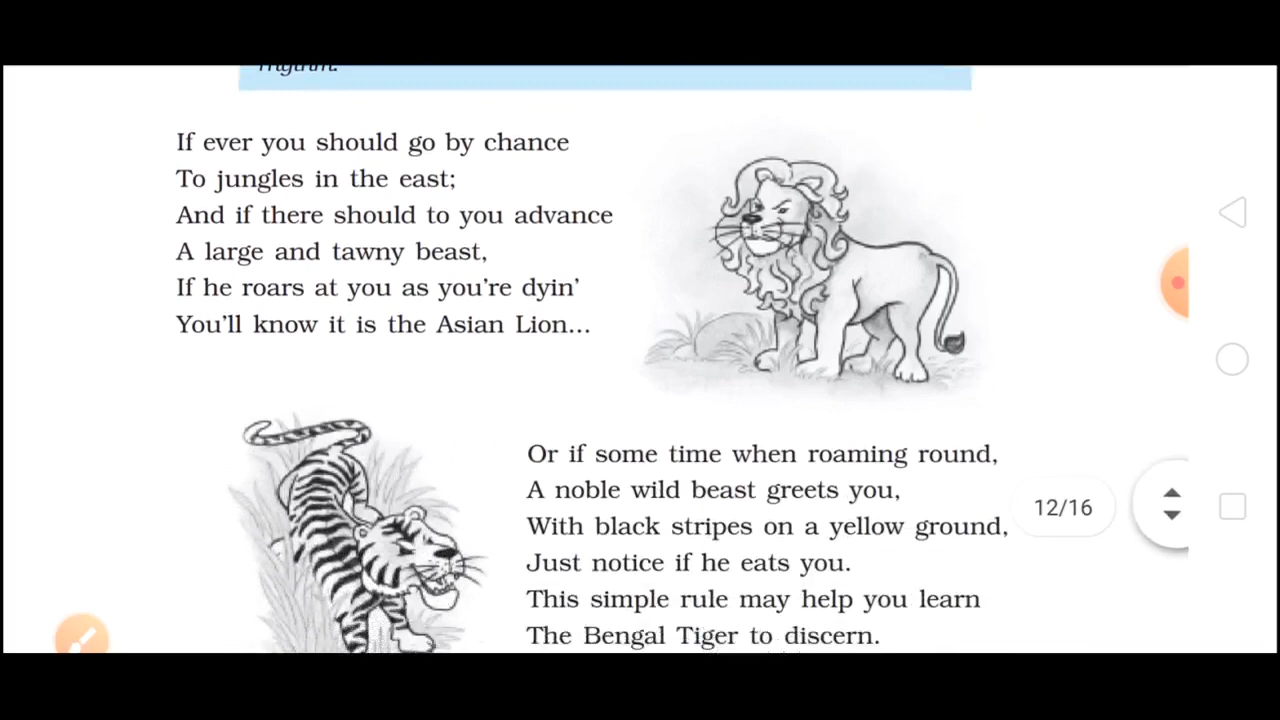 If ever you should go by chance
To jungles in the east;
And if there should to you advance
A large and tawny beast,
If he roars at you as you're dyin'
You'll know it is the Asian Lion...
Or if some time when roaming round,
A noble wild beast greets you,
With black stripes on a yellow ground,
Just notice if he eats you.
This simple rule may help you learn
The Bengal Tiger to discern.
12/16